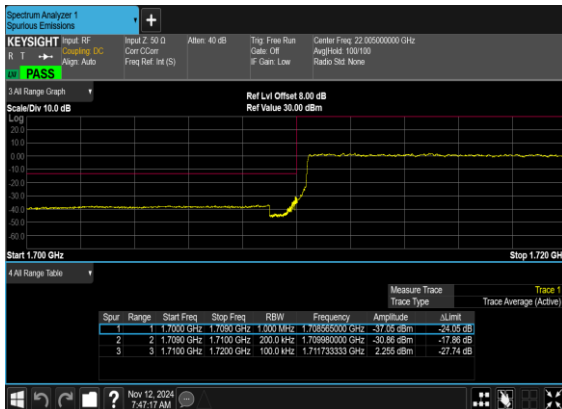 Spectrum Analyzer 1
Spurious Emissions
KEYSIGHT
R T
LW
PASS
Input: RF
Coupling: DC
Align: Auto
Input Z: 50 Ω
Corr CCorr
Freq Ref: Int (S)
Atten: 40 dB
Trig: Free Run
Gate: Off
IF Gain: Low
Center Freq: 22.005000000 GHz
Avg|Hold: 100/100
Radio Std: None
3 All Range Graph
Scale/Div 10.0 dB
Ref Lvl Offset 8.00 dB
Ref Value 30.00 dBm
Log
20.0
10.0
0.00
-10.0
-20.0
-30.0
-40.0
-50.0
-60.0
Start 1.700 GHz
Stop 1.720 GH
4 All Range Table
Measure Trace Trace 1
Trace Type Trace Average (Active)
Spur Range Start Freq Stop Freq RBW Frequency Amplitude ΔLimit
1 1 1.7000 GHz 1.7090 GHz 1.000 MHz 1.708565000 GHz -37.05 dBm -24.05 dB
2 2 1.7090 GHz 1.7100 GHz 200.0 kHz 1.709980000 GHz -30.86 dBm -17.86 dB
3 3 1.7100 GHz 1.7200 GHz 100.0 kHz 1.711733333 GHz 2.255 dBm -27.74 dB
Nov 12, 2024
7:47:17 AM